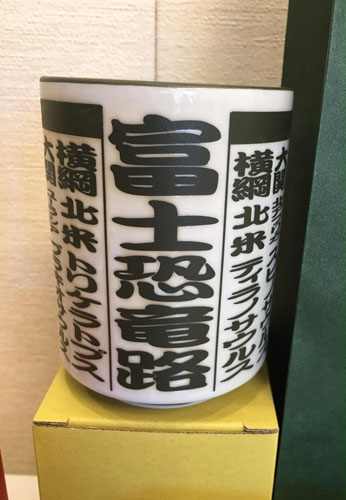 大関
横綱 北米 ティラノサウルス
富士恐竜路
横綱 北米 トリケラトプス
大関